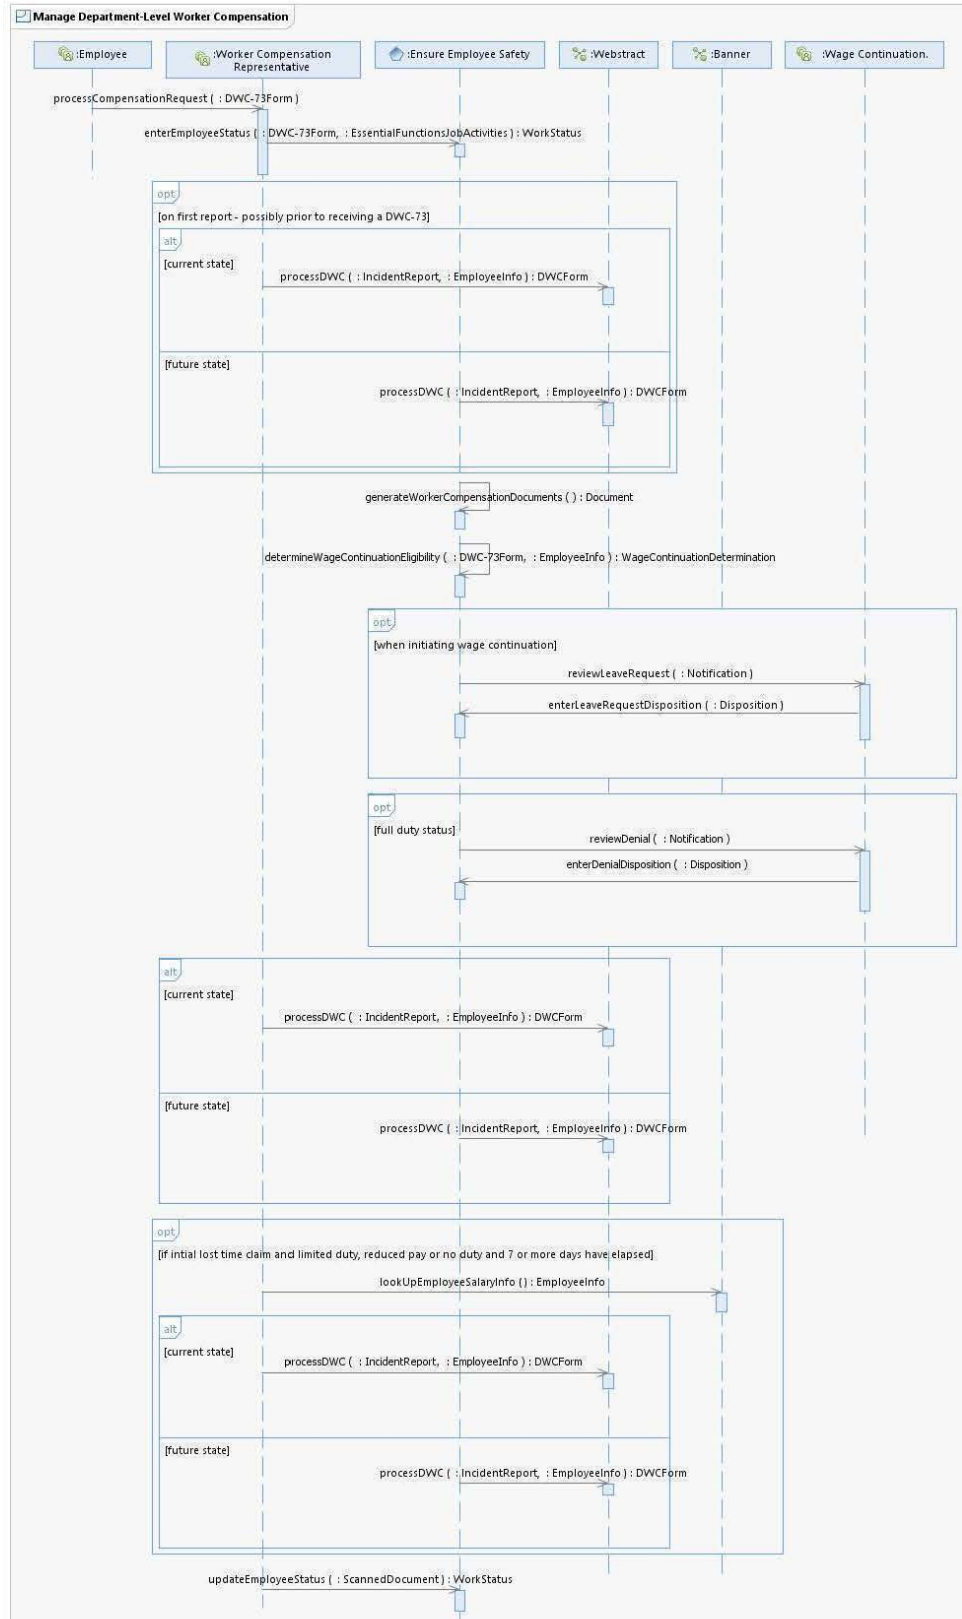 Manage Department-Level Worker Compensation
:Employee
:Worker Compensation
Representative
:Ensure Employee Safety
:Webstract
:Banner
:Wage Continuation.
processCompensationRequest ( : DWC-73Form )
enterEmployeeStatus ( : DWC-73Form, : EssentialFunctionsJobActivities ) : WorkStatus
opt
[on first report - possibly prior to receiving a DWC-73]
alt
[current state]
processDWC ( : IncidentReport, : EmployeeInfo ) : DWCForm
[future state]
processDWC ( : IncidentReport, : EmployeeInfo ) : DWCForm
generateWorkerCompensationDocuments ( ) : Document
determineWageContinuationEligibility ( : DWC-73Form, : EmployeeInfo ) : WageContinuationDetermination
opt
[when initiating wage continuation]
reviewLeaveRequest ( : Notification )
enterLeaveRequestDisposition ( : Disposition )
opt
[full duty status]
reviewDenial ( : Notification )
enterDenialDisposition ( : Disposition )
alt
[current state]
processDWC ( : IncidentReport, : EmployeeInfo ) : DWCForm
[future state]
processDWC ( : IncidentReport, : EmployeeInfo ) : DWCForm
opt
[if intial lost time claim and limited duty, reduced pay or no duty and 7 or more days have elapsed]
lookUpEmployeeSalaryInfo ( ) : EmployeeInfo
alt
[current state]
processDWC ( : IncidentReport, : EmployeeInfo ) : DWCForm
[future state]
processDWC ( : IncidentReport, : EmployeeInfo ) : DWCForm
updateEmployeeStatus ( : ScannedDocument ) : WorkStatus